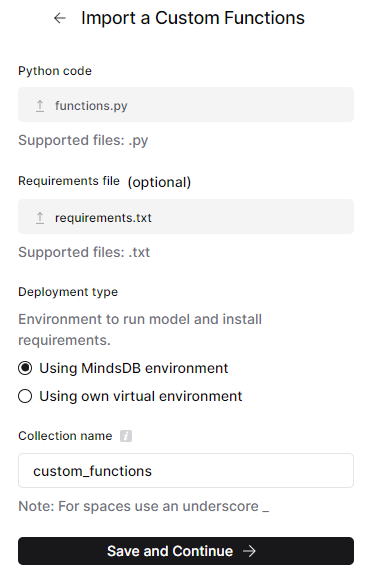 Import a Custom Functions
Python code
functions.py
Supported files: .py
Requirements file (optional)
requirements.txt
Supported files: .txt
Deployment type
Environment to run model and install
requirements.
Using MindsDB environment
Using own virtual environment
Collection name i
custom_functions
Note: For spaces use an underscore _
Save and Continue